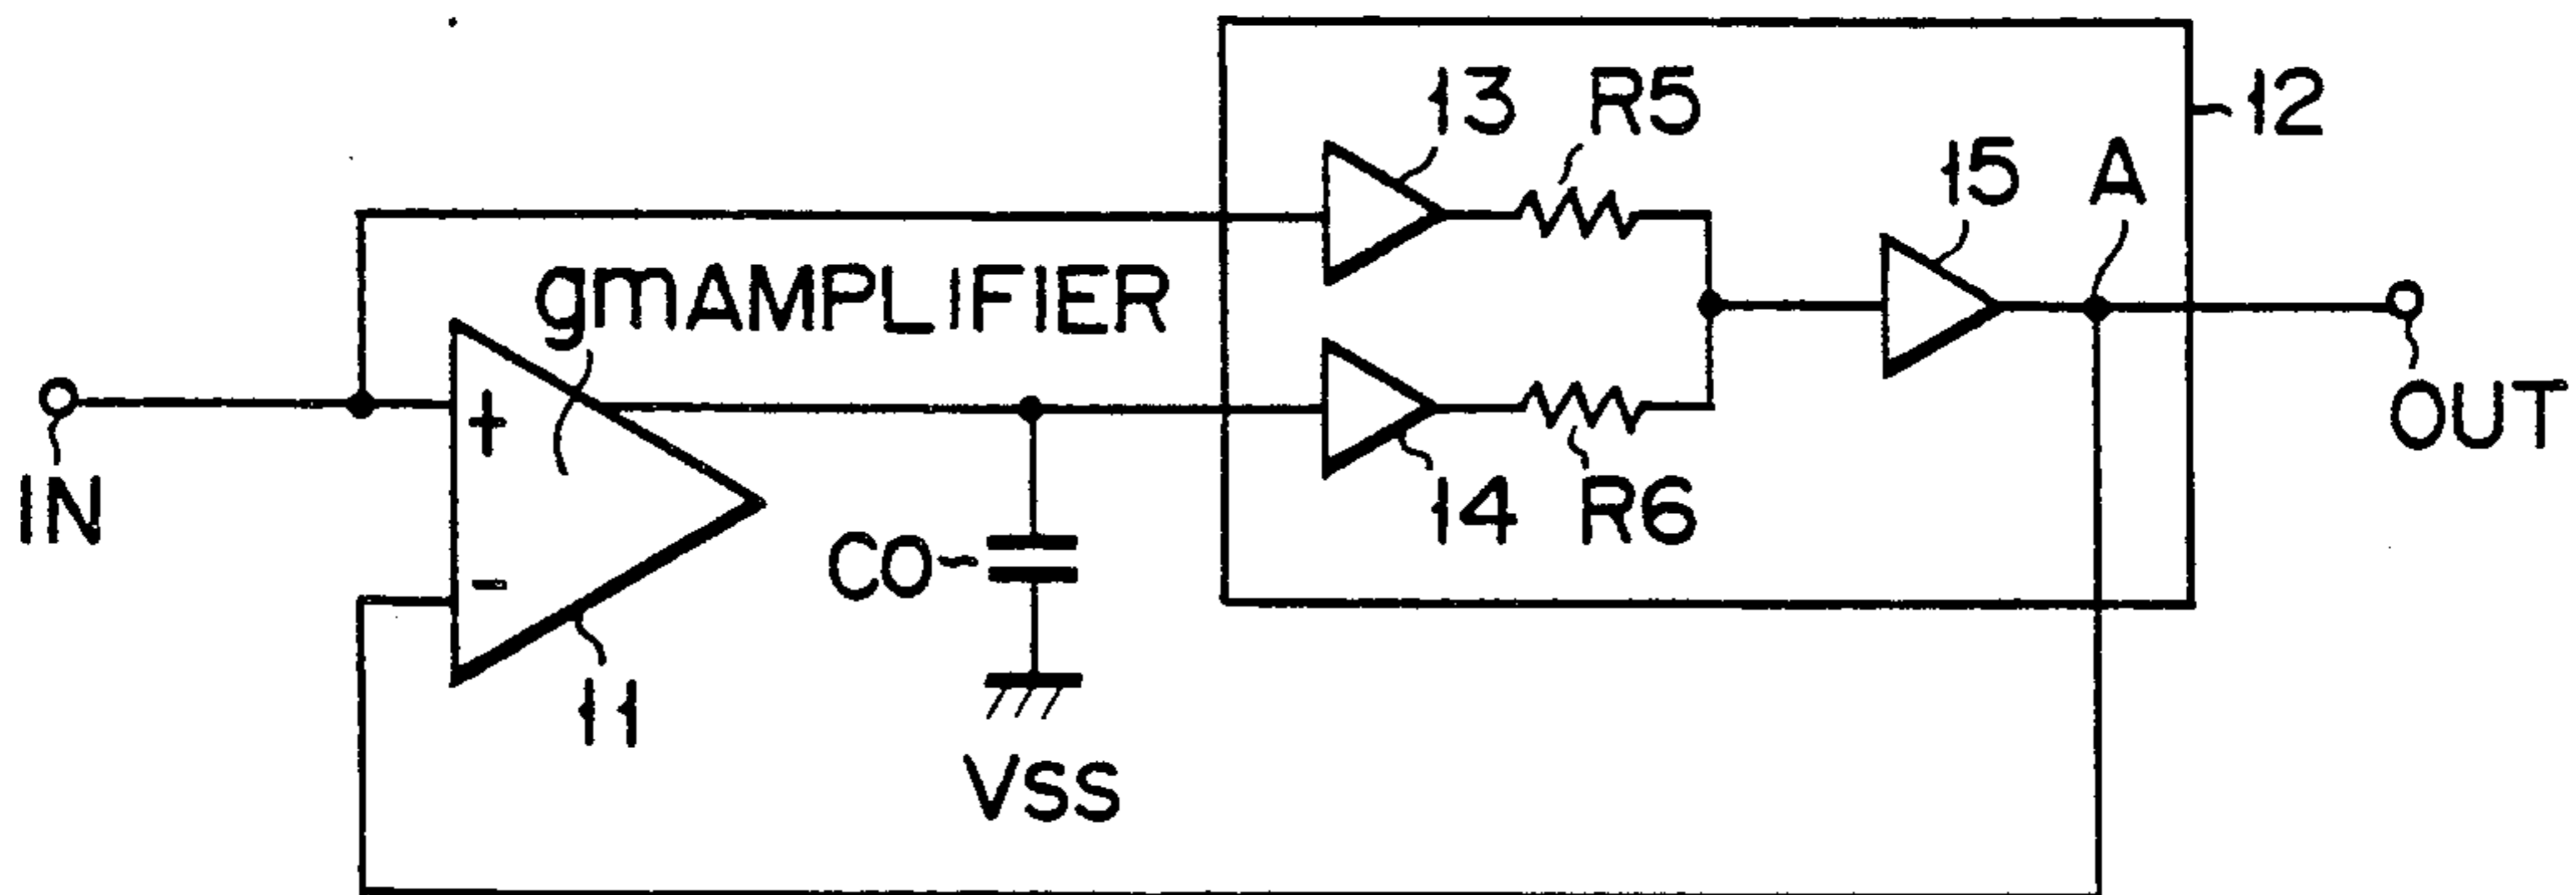 13 R5
12
15 A
gmAMPLIFIER
+
-
IN
14 R6
OUT
CO
11
VSS